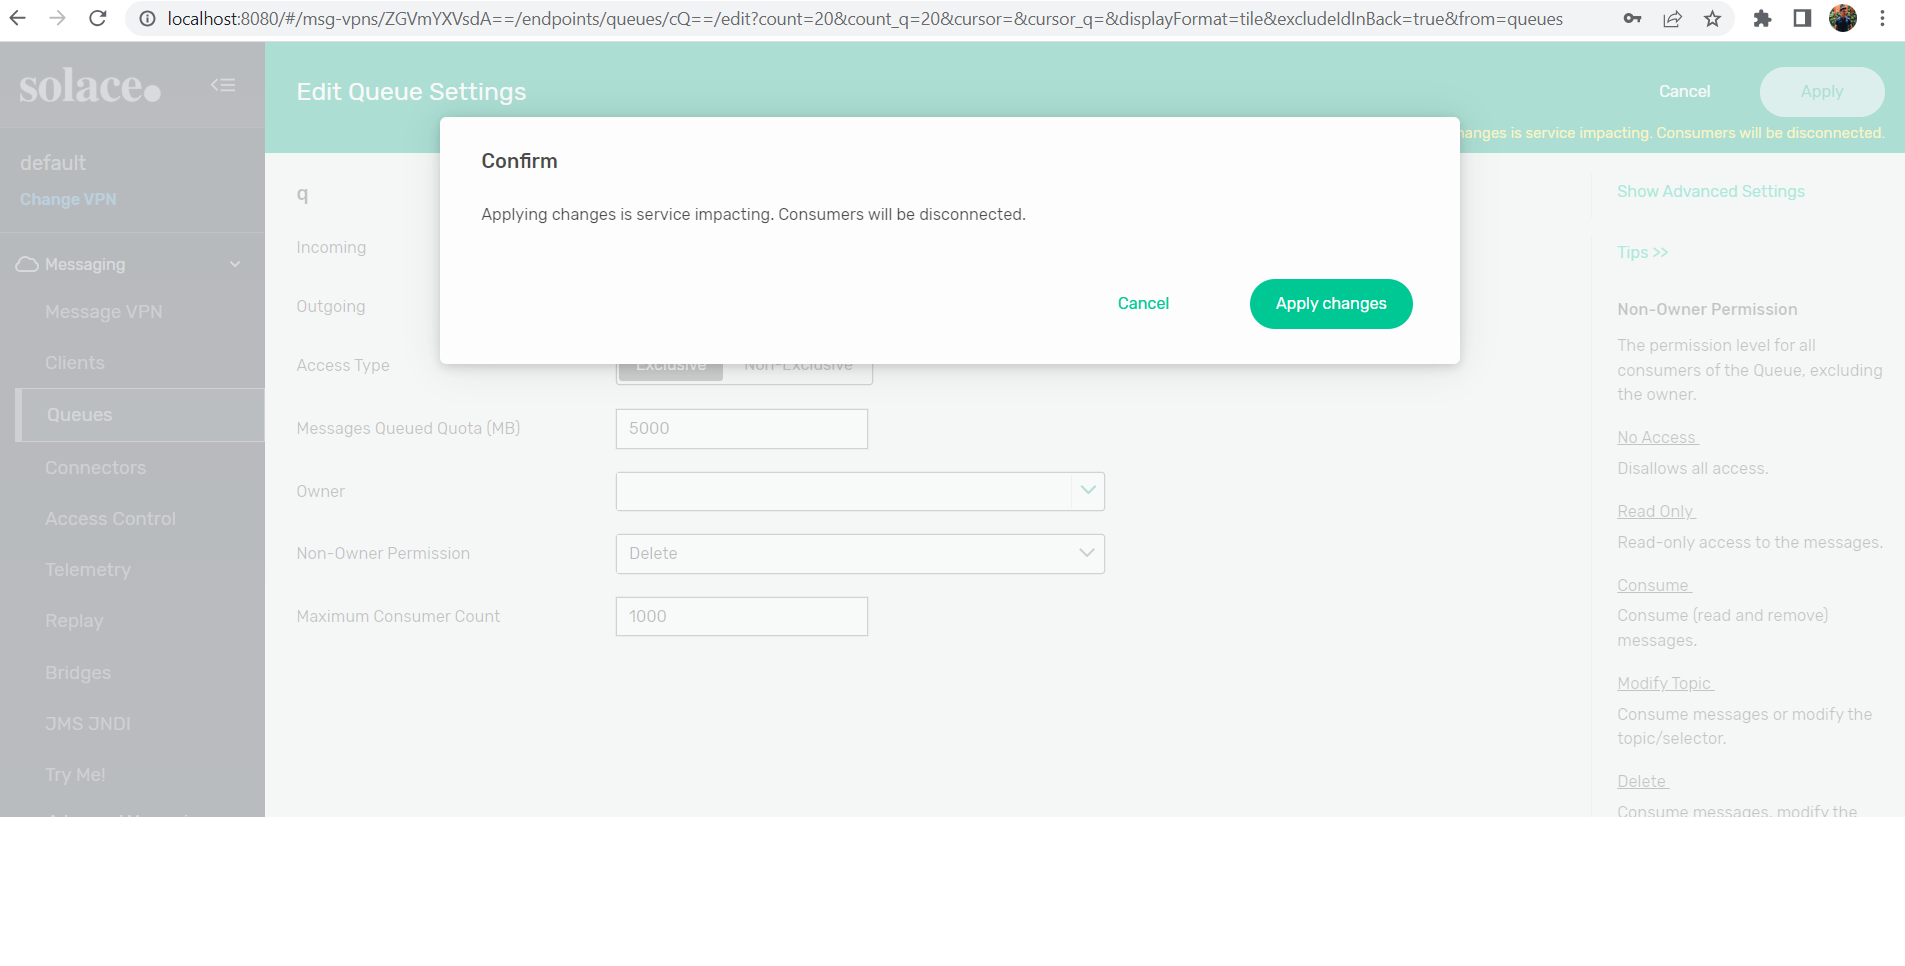 localhost:8080/#/msg-vpns/ZGVmYXVsdA==/endpoints/queues/cQ==/edit?count=20&count_q=20&cursor=&cursor_q=&displayFormat=tile&excludeIdInBack=true&from=queues
solace.
Edit Queue Settings
Cancel
Apply
hanges is service impacting. Consumers will be disconnected.
default
Change VPN
Messaging
Message VPN
Clients
Queues
Connectors
Access Control
Telemetry
Replay
Bridges
JMS JNDI
Try Me!
Confirm
Applying changes is service impacting. Consumers will be disconnected.
Cancel
Apply changes
q
Incoming
Outgoing
Access Type
Exclusive
Non-Exclusive
Messages Queued Quota (MB)
5000
Owner
Non-Owner Permission
Delete
Maximum Consumer Count
1000
Show Advanced Settings
Tips >>
Non-Owner Permission
The permission level for all
consumers of the Queue, excluding
the owner.
No Access
Disallows all access.
Read Only
Read-only access to the messages.
Consume
Consume (read and remove)
messages.
Modify Topic
Consume messages or modify the
topic/selector.
Delete
Consume messages, modify the